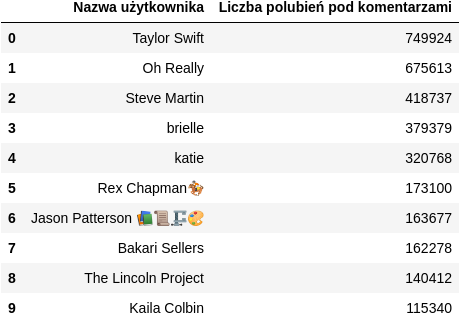 Nazwa użytkownika Liczba polubień pod komentarzami
0 Taylor Swift 749924
1 Oh Really 675613
2 Steve Martin 418737
3 brielle 379379
4 katie 320768
5 Rex Chapman🏇🏼 173100
6 Jason Patterson 📚📜🗜🎨 163677
7 Bakari Sellers 162278
8 The Lincoln Project 140412
9 Kaila Colbin 115340